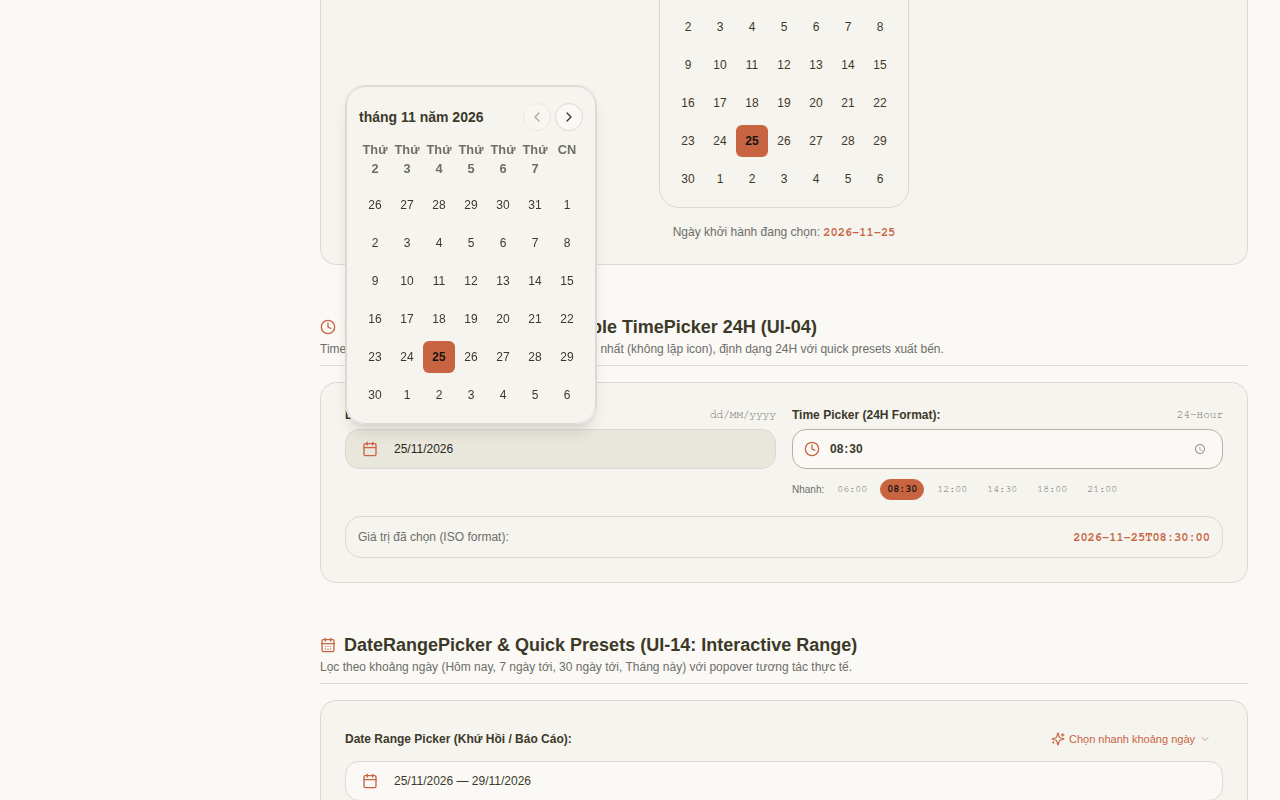 2 3 4 5 6 7 8
9 10 11 12 13 14 15
16 17 18 19 20 21 22
23 24 25 26 27 28 29
30 1 2 3 4 5 6
Ngày khởi hành đang chọn: 2026-11-25
tháng 11 năm 2026
Thứ 2 Thứ 3 Thứ 4 Thứ 5 Thứ 6 Thứ 7 CN
26 27 28 29 30 31 1
2 3 4 5 6 7 8
9 10 11 12 13 14 15
16 17 18 19 20 21 22
23 24 25 26 27 28 29
30 1 2 3 4 5 6
TimePicker 24H (UI-04)
Time nhất (không lặp icon), định dạng 24H với quick presets xuất bến.
dd/MM/yyyy
25/11/2026
Time Picker (24H Format): 24-Hour
08:30
Nhanh: 06:00 08:30 12:00 14:30 18:00 21:00
Giá trị đã chọn (ISO format): 2026-11-25T08:30:00
DateRangePicker & Quick Presets (UI-14: Interactive Range)
Lọc theo khoảng ngày (Hôm nay, 7 ngày tới, 30 ngày tới, Tháng này) với popover tương tác thực tế.
Date Range Picker (Khứ Hồi / Báo Cáo): Chọn nhanh khoảng ngày
25/11/2026 — 29/11/2026